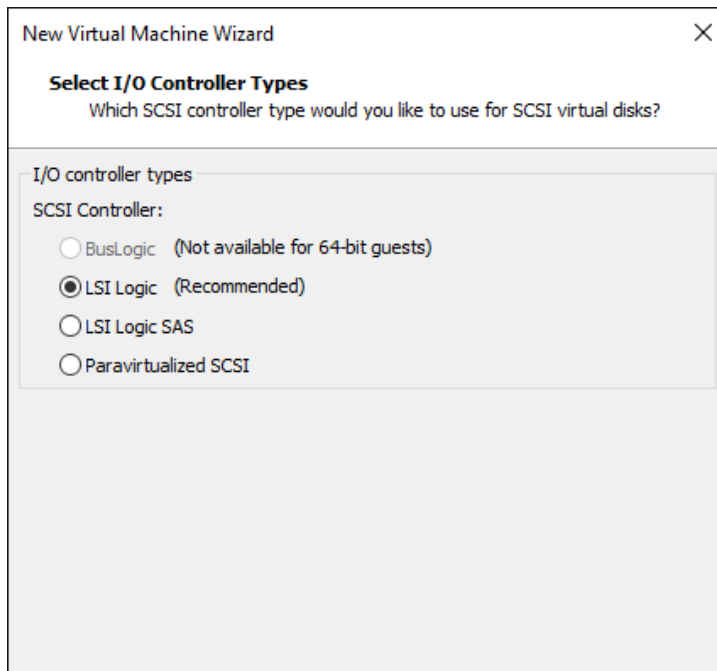 New Virtual Machine Wizard
Select I/O Controller Types
Which SCSI controller type would you like to use for SCSI virtual disks?
I/O controller types
SCSI Controller:
BusLogic (Not available for 64-bit guests)
LSI Logic (Recommended)
LSI Logic SAS
Paravirtualized SCSI